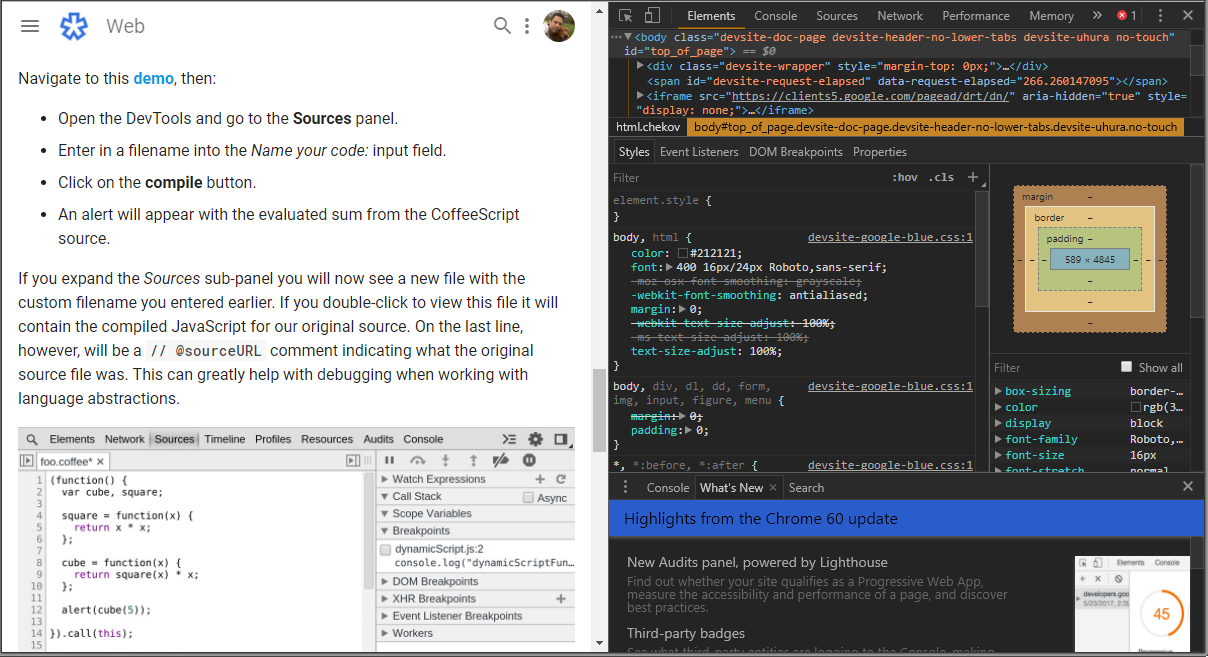 Web
Navigate to this demo, then:
Open the DevTools and go to the Sources panel.
Enter in a filename into the Name your code: input field.
Click on the compile button.
An alert will appear with the evaluated sum from the CoffeeScript
source.
If you expand the Sources sub-panel you will now see a new file with the
custom filename you entered earlier. If you double-click to view this file it will
contain the compiled JavaScript for our original source. On the last line,
however, will be a // @sourceURL comment indicating what the original
source file was. This can greatly help with debugging when working with
language abstractions.
Elements Network Sources Timeline Profiles Resources Audits Console
foo.coffee* ×
1 (function() {
2 var cube, square;
3
4 square = function(x) {
5 return x * x;
6 };
7
8 cube = function(x) {
9 return square(x) * x;
10 };
11
12 alert(cube(5));
13
14 }).call(this);
15
Watch Expressions
Call Stack Async
Scope Variables
Breakpoints
dynamicScript.js:2
console.log("dynamicScriptFun...
DOM Breakpoints
XHR Breakpoints
Event Listener Breakpoints
Workers
Elements Console Sources Network Performance Memory » 1
…▼<body class="devsite-doc-page devsite-header-no-lower-tabs devsite-uhura no-touch"
id="top_of_page"> == $0
▶<div class="devsite-wrapper" style="margin-top: 0px;">…</div>
<span id="devsite-request-elapsed" data-request-elapsed="266.260147095"></span>
▶<iframe src="https://clients5.google.com/pagead/drt/dn/" aria-hidden="true" style=
"display: none;">…</iframe>
html.chekov body#top_of_page.devsite-doc-page.devsite-header-no-lower-tabs.devsite-uhura.no-touch
Styles Event Listeners DOM Breakpoints Properties
Filter :hov .cls +
element.style {
}
body, html { devsite-google-blue.css:1
color: #212121;
font:▶400 16px/24px Roboto,sans-serif;
-moz-osx-font-smoothing: grayscale;
-webkit-font-smoothing: antialiased;
margin:▶0;
-webkit-text-size-adjust: 100%;
-ms-text-size-adjust: 100%;
text-size-adjust: 100%;
}
body, div, dl, dd, form, devsite-google-blue.css:1
img, input, figure, menu {
margin:▶0;
padding:▶0;
}
*, *:before, *:after { devsite-google-blue.css:1
margin –
border –
padding –
– – – 589 × 4845 – – –
–
–
–
Filter Show all
▶box-sizing border-…
▶color rgb(3…
▶display block
▶font-family Roboto,…
▶font-size 16px
▶font-stretch normal
Console What's New × Search
Highlights from the Chrome 60 update
New Audits panel, powered by Lighthouse
Find out whether your site qualifies as a Progressive Web App,
measure the accessibility and performance of a page, and discover
best practices.
Third-party badges
See what third-party entities are logging to the Console, making
Elements Console
developers.goo
5/23/2017, 2:39
45